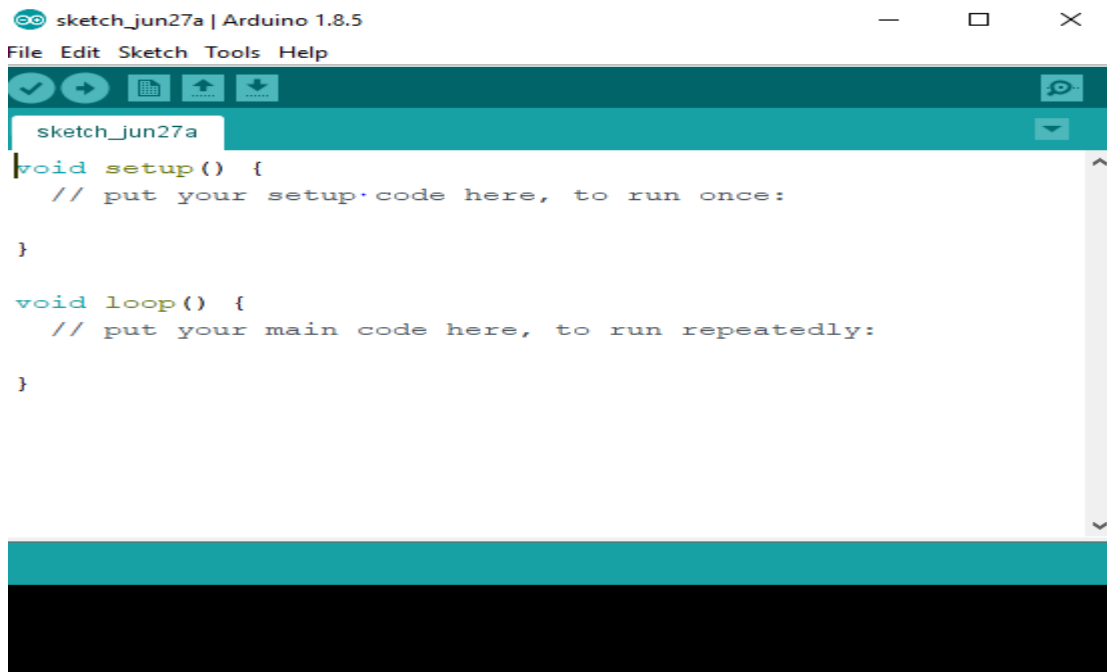 sketch_jun27a | Arduino 1.8.5
File Edit Sketch Tools Help
sketch_jun27a
void setup() {
  // put your setup code here, to run once:
}
void loop() {
  // put your main code here, to run repeatedly:
}